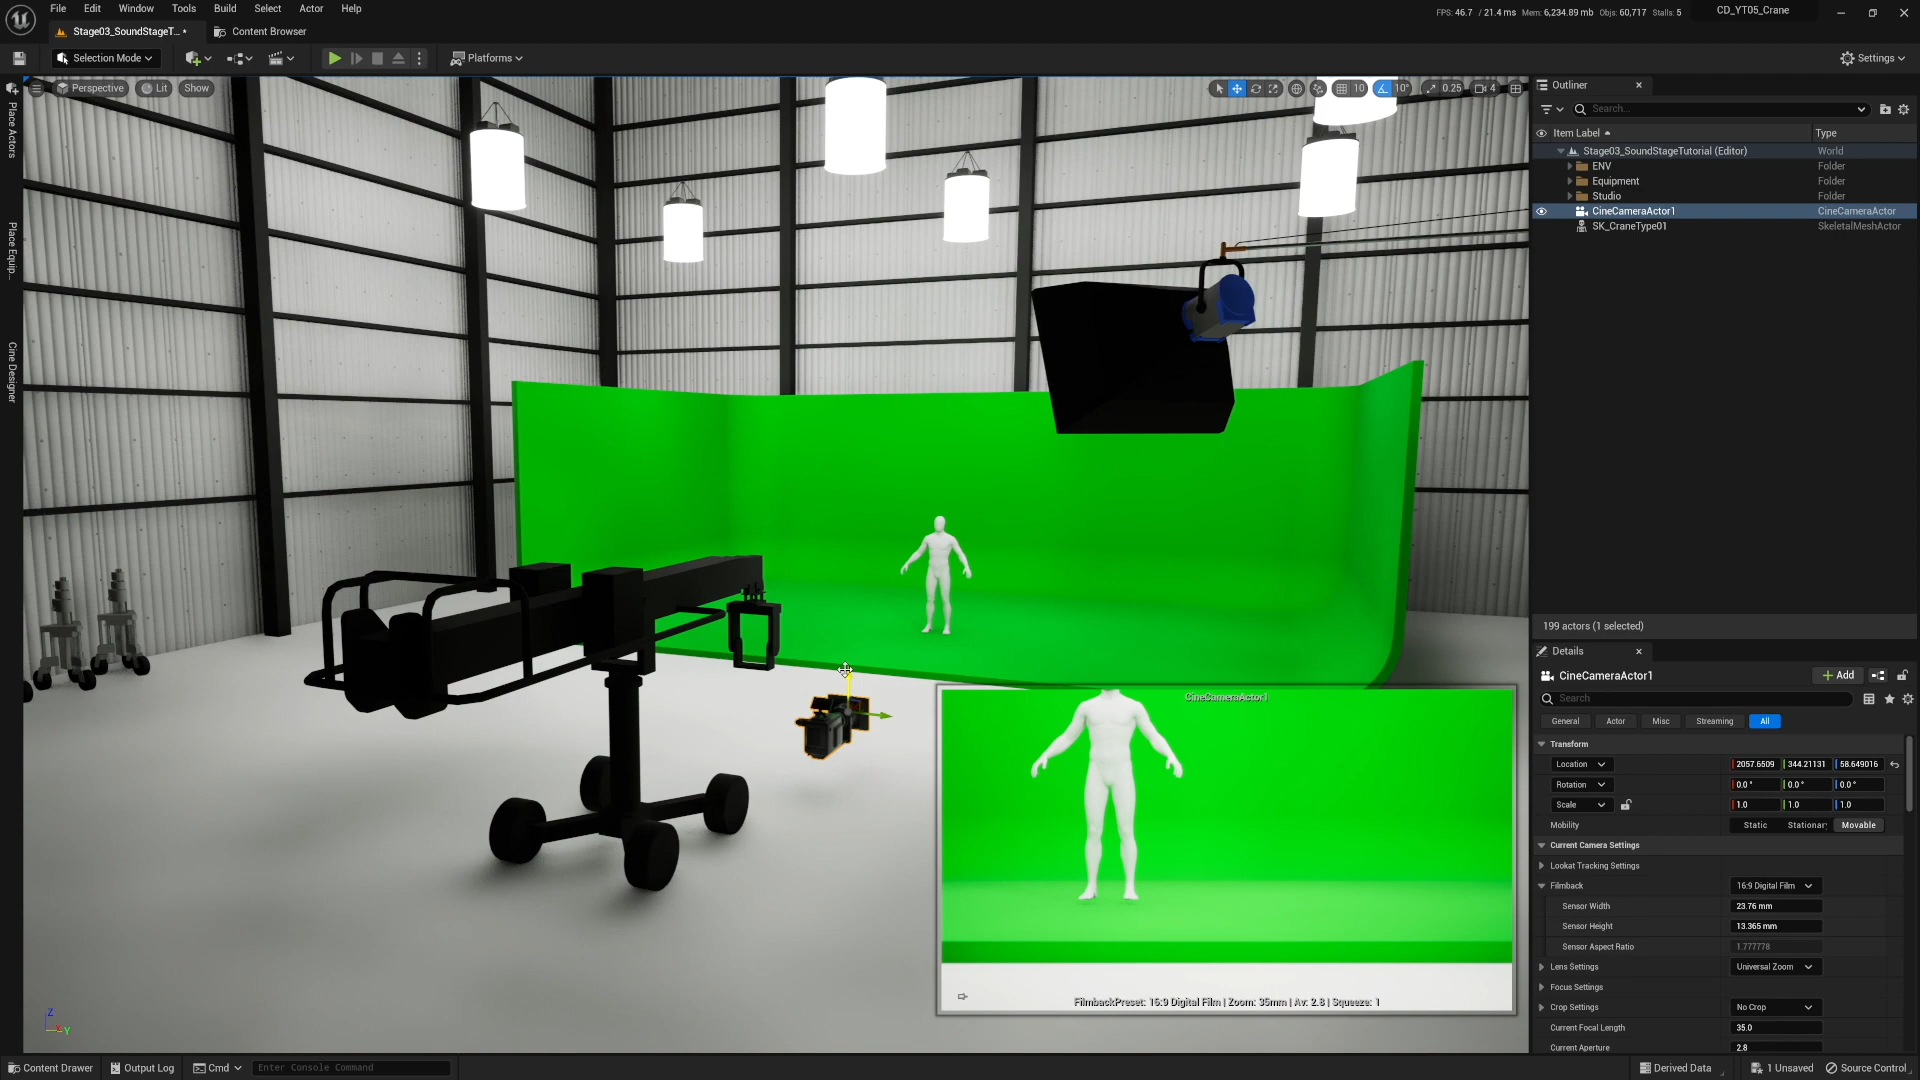 File Edit Window Tools Build Select Actor Help
FPS: 46.7 / 21.4 ms Mem: 6,234.89 mb Objs: 60,717 Stalls: 5
CD_YT05_Crane
Stage03_SoundStageT... •
Content Browser
Selection Mode
Platforms
Settings
Perspective
Lit
Show
10
10°
0.25
4
Place Actors
Place Equip...
Cine Designer
Outliner
Search...
Item Label
Type
Stage03_SoundStageTutorial (Editor) World
ENV Folder
Equipment Folder
Studio Folder
CineCameraActor1 CineCameraActor
SK_CraneType01 SkeletalMeshActor
199 actors (1 selected)
Details
CineCameraActor1
Add
Search
General Actor Misc Streaming All
Transform
Location 2057.6509 344.21131 58.649016
Rotation 0.0° 0.0° 0.0°
Scale 1.0 1.0 1.0
Mobility Static Stationary Movable
Current Camera Settings
Lookat Tracking Settings
Filmback 16:9 Digital Film
Sensor Width 23.76 mm
Sensor Height 13.365 mm
Sensor Aspect Ratio 1.777778
Lens Settings Universal Zoom
Focus Settings
Crop Settings No Crop
Current Focal Length 35.0
Current Aperture 2.8
CineCameraActor1
FilmbackPreset: 16:9 Digital Film | Zoom: 35mm | Av: 2.8 | Squeeze: 1
Z
X
Y
Content Drawer
Output Log
Cmd
Enter Console Command
Derived Data
1 Unsaved
Source Control